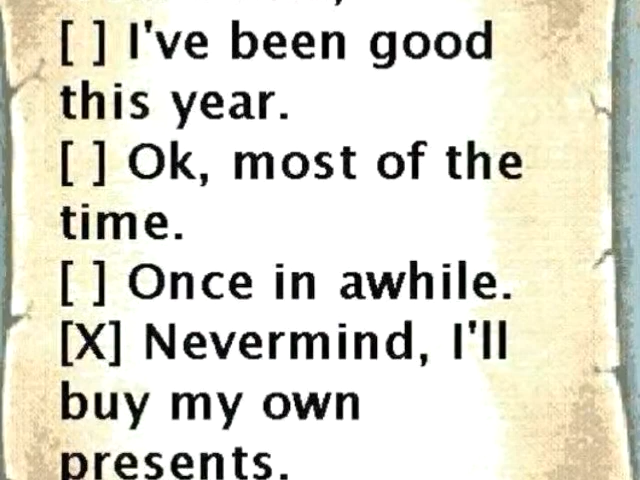 [ ] I've been good
this year.
[ ] Ok, most of the
time.
[ ] Once in awhile.
[X] Nevermind, I'll
buy my own
presents.